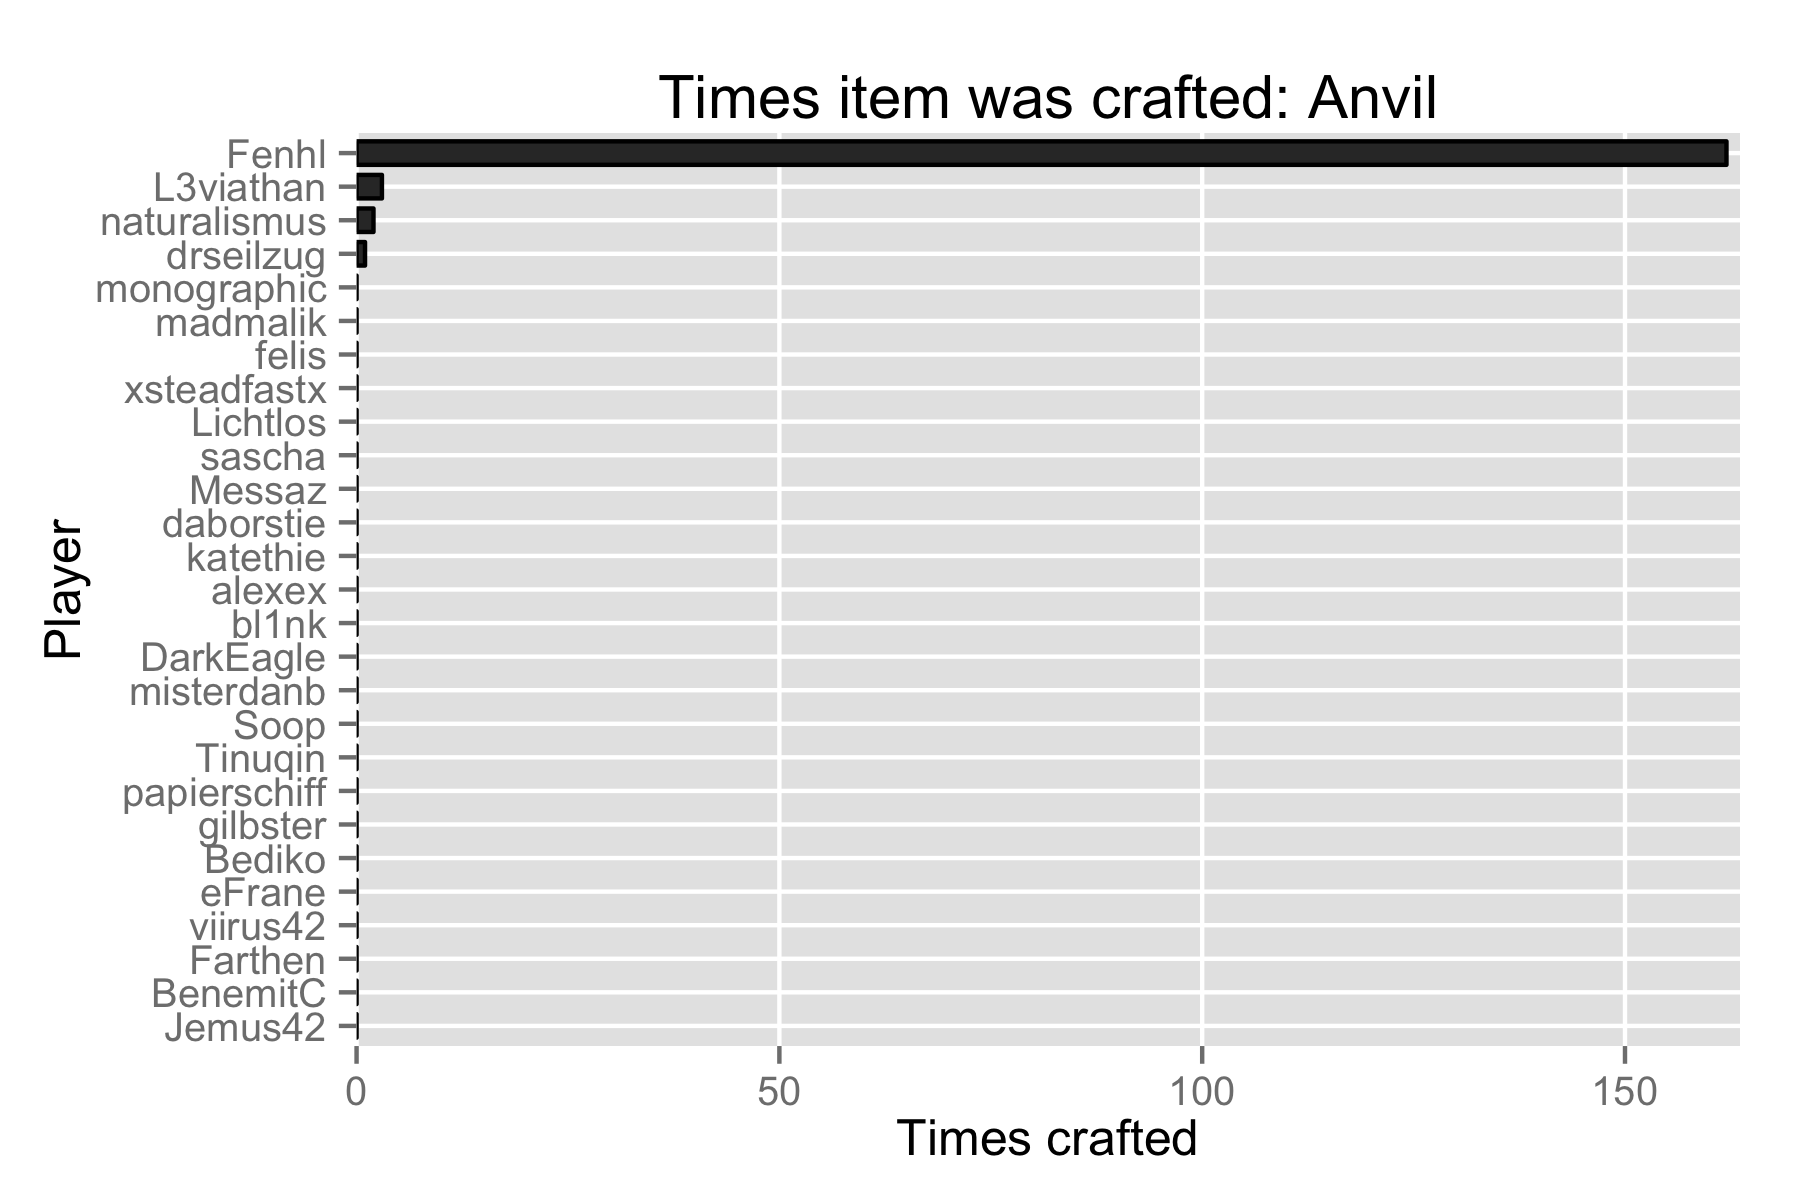 Times item was crafted: Anvil
Fenhl
L3viathan
naturalismus
drseilzug
monographic
madmalik
felis
xsteadfastx
Lichtlos
sascha
Messaz
daborstie
katethie
alexex
bl1nk
DarkEagle
misterdanb
Soop
Tinuqin
papierschiff
gilbster
Bediko
eFrane
viirus42
Farthen
BenemitC
Jemus42
Player
0 50 100 150
Times crafted